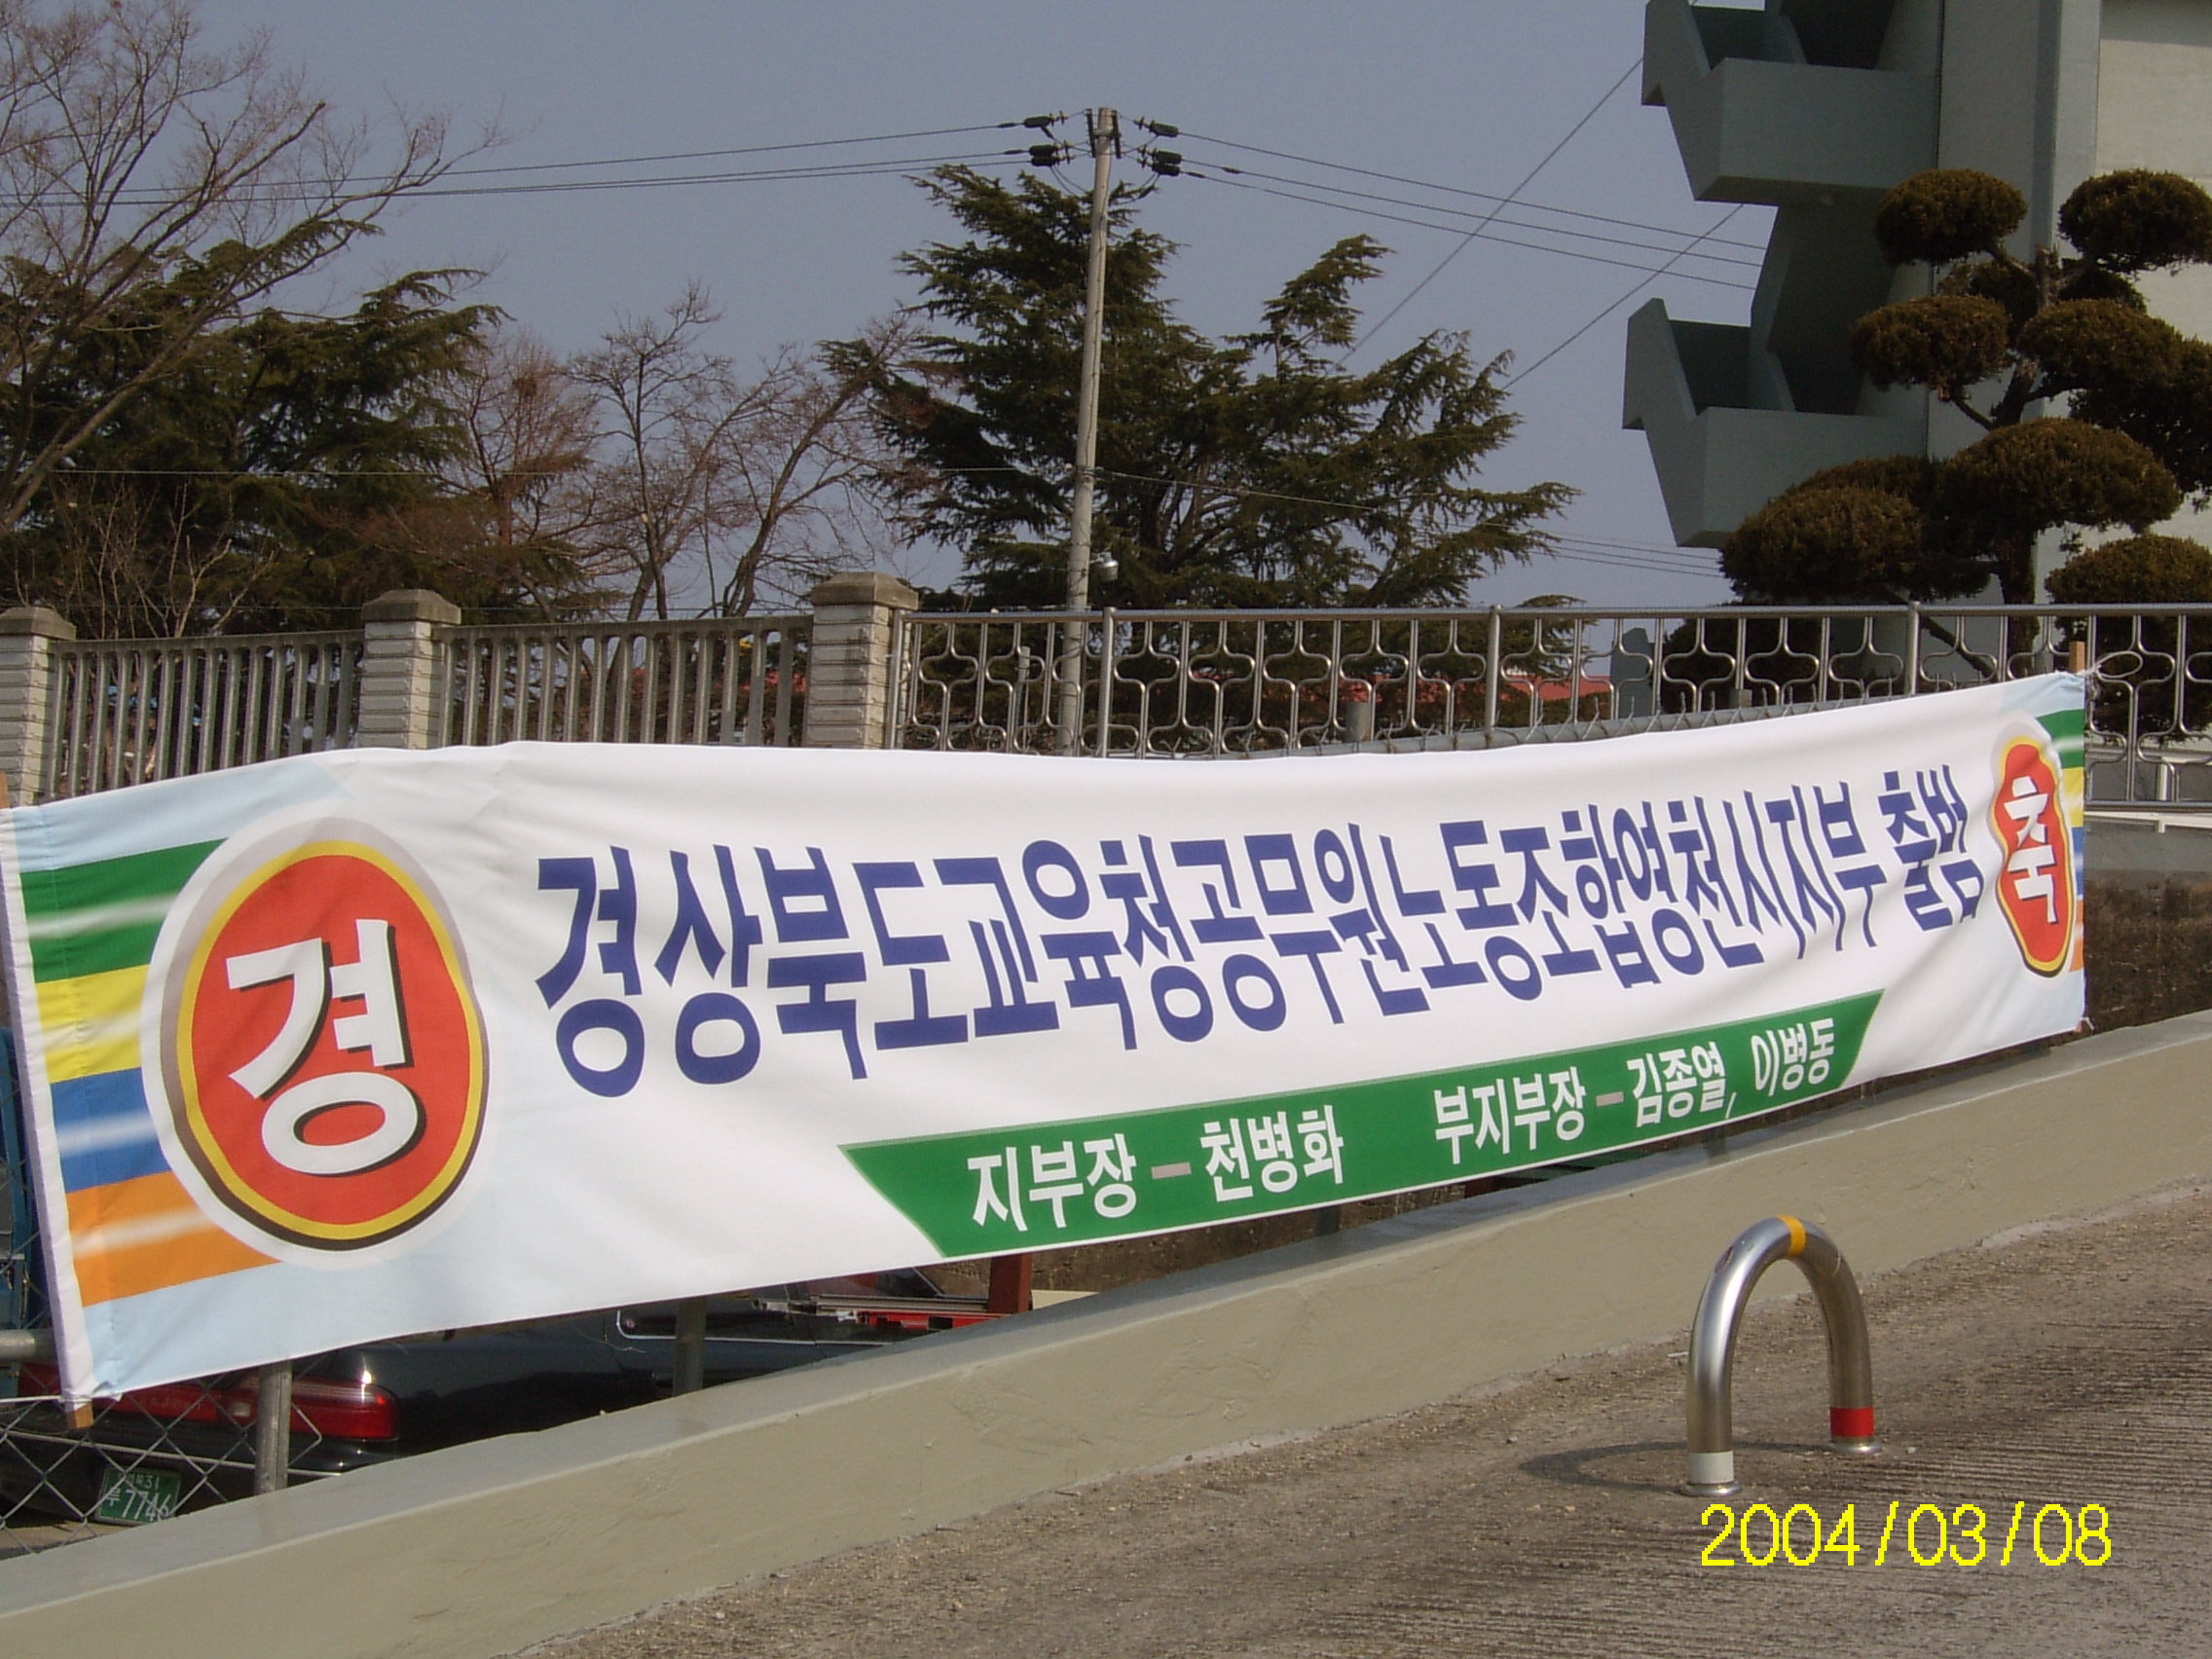 경 경상북도교육청공무원노동조합영천시지부 출범 축
지부장 - 천병화 부지부장 - 김종열, 이병동
7746
2004/03/08